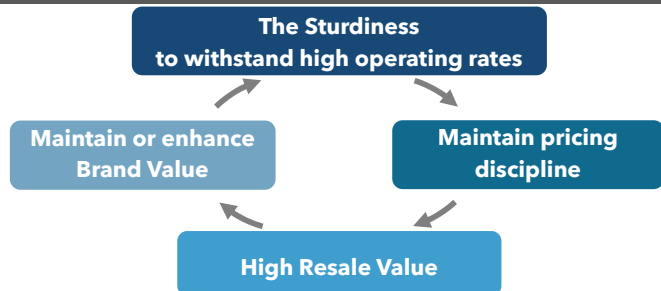 The Sturdiness
to withstand high operating rates
Maintain or enhance
Brand Value
Maintain pricing
discipline
High Resale Value